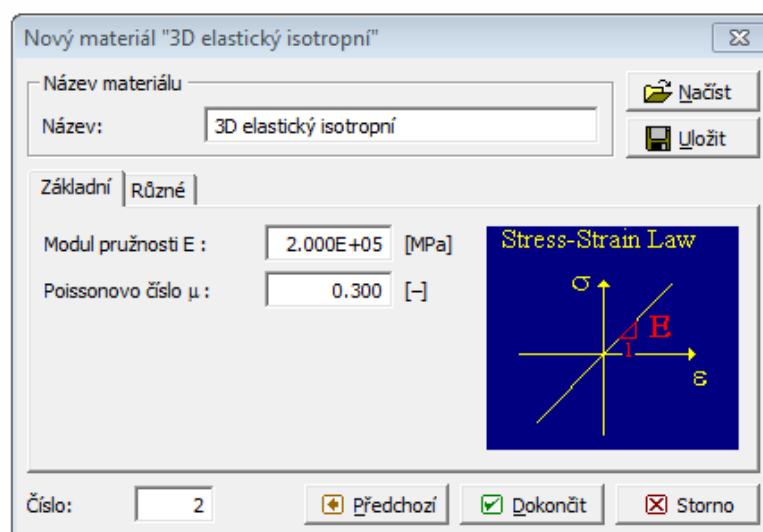 Nový materiál "3D elastický isotropní"
Název materiálu
Název: 3D elastický isotropní
Načíst
Uložit
Základní Různé
Modul pružnosti E : 2.000E+05 [MPa]
Poissonovo číslo μ : 0.300 [–]
Stress-Strain Law
σ
E
1
ε
Číslo: 2 Předchozí Dokončit Storno